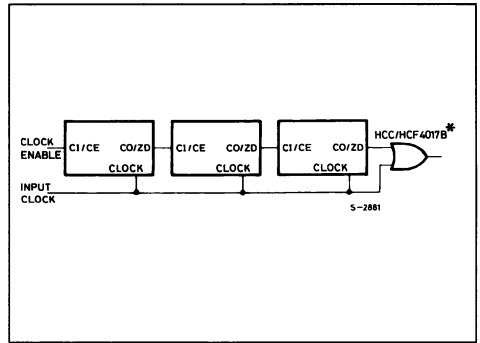 HCC/HCF4017B*
CLOCK ENABLE
CI/CE CO/ZD CI/CE CO/ZD CI/CE CO/ZD
CLOCK CLOCK CLOCK
INPUT CLOCK
S-2881